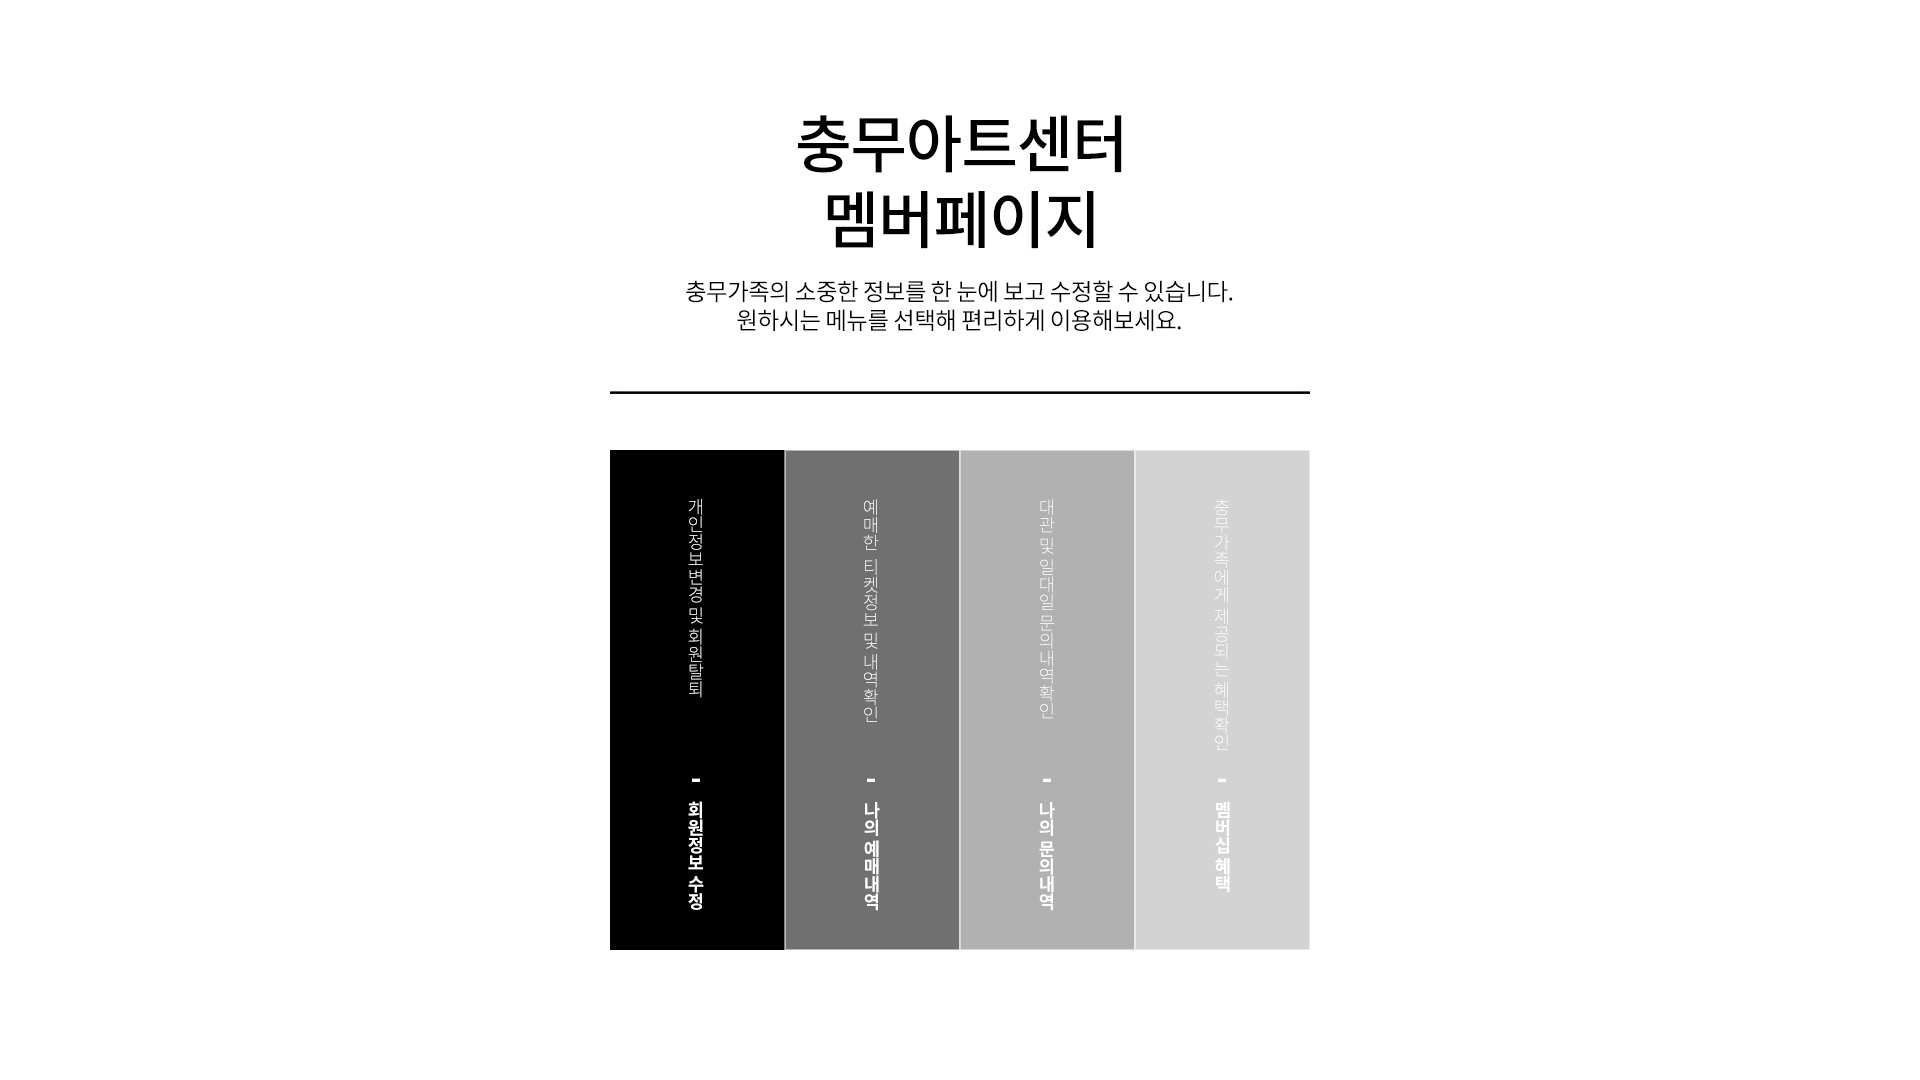 충무아트센터
멤버페이지
충무가족의 소중한 정보를 한 눈에 보고 수정할 수 있습니다.
원하시는 메뉴를 선택해 편리하게 이용해보세요.
개인정보변경 및 회원탈퇴
- 회원정보 수정
예매한 티켓정보 및 내역확인
- 나의 예매내역
대관 및 일대일 문의내역확인
- 나의 문의내역
충무가족에게 제공되는 혜택확인
- 멤버십 혜택